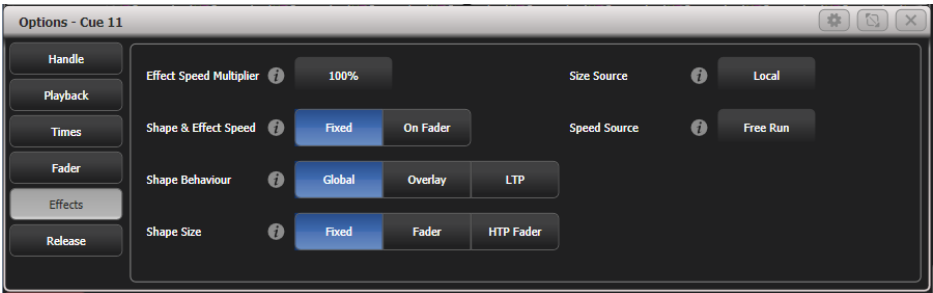 Options - Cue 11
Handle
Playback
Times
Fader
Effects
Release
Effect Speed Multiplier i 100% Size Source i Local
Shape & Effect Speed i Fixed On Fader Speed Source i Free Run
Shape Behaviour i Global Overlay LTP
Shape Size i Fixed Fader HTP Fader